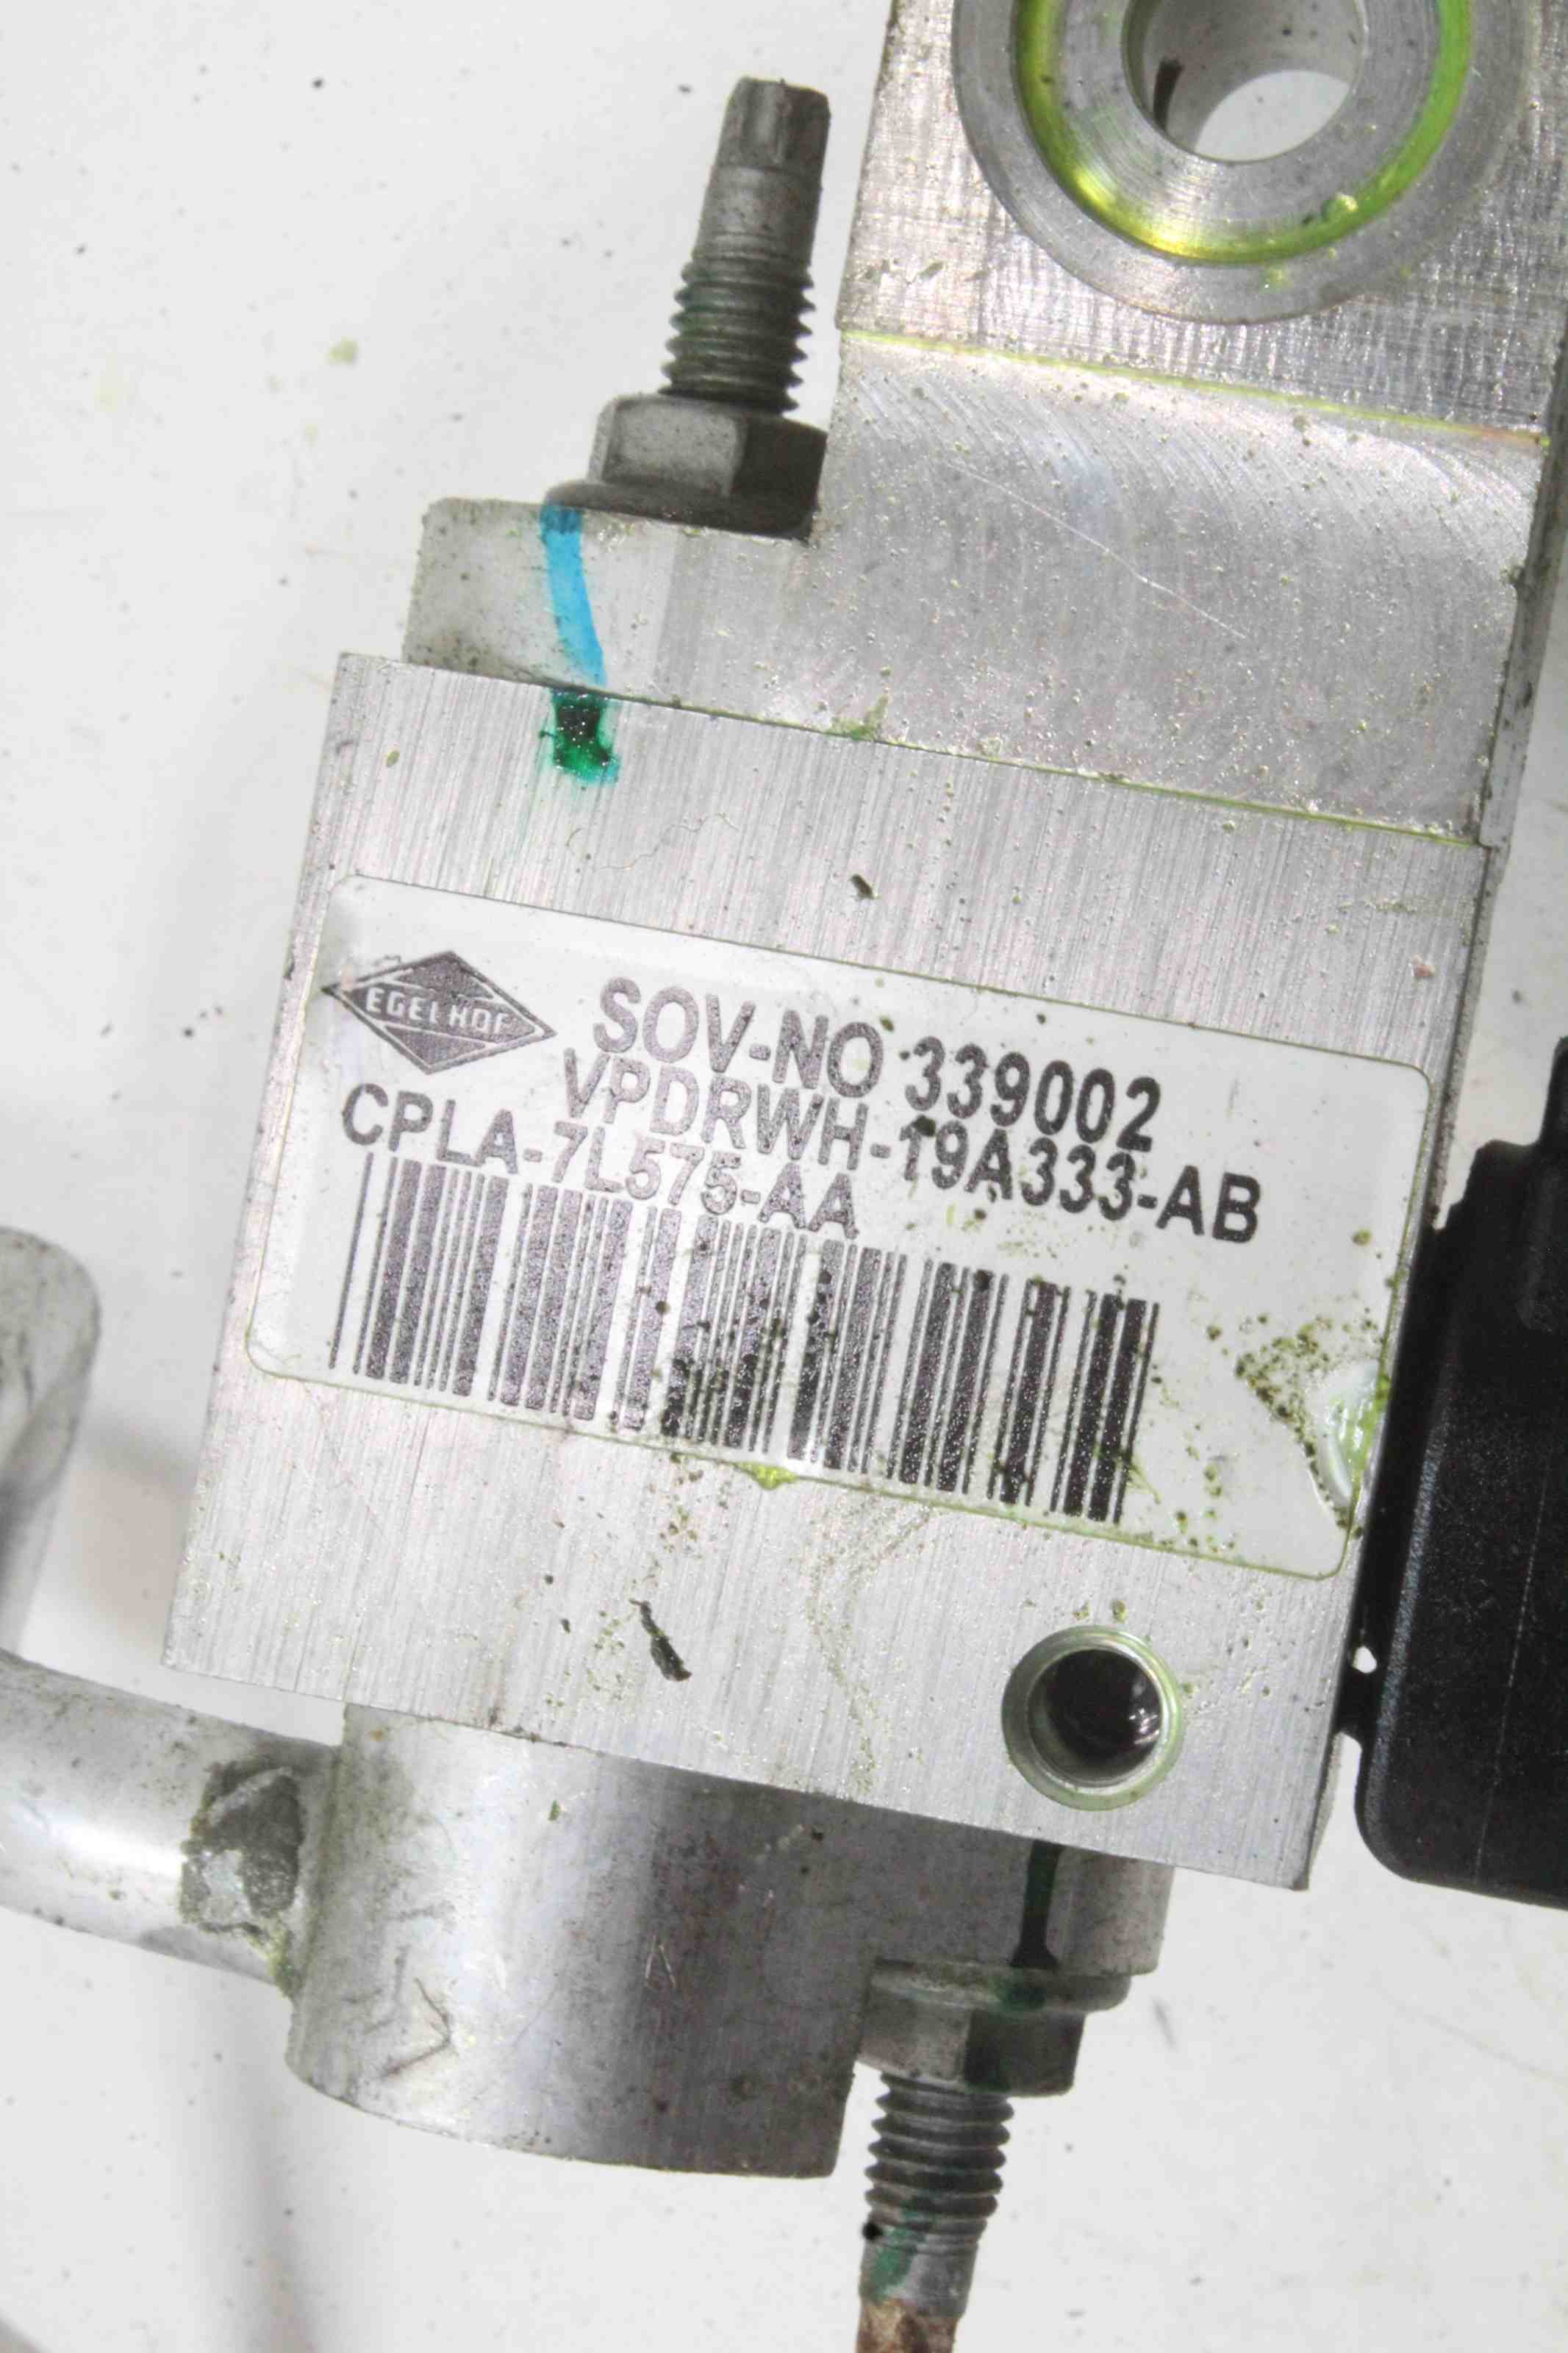 EGELHOF
SOV-NO 339002
VPDRWH-19A333-AB
CPLA-7L575-AA